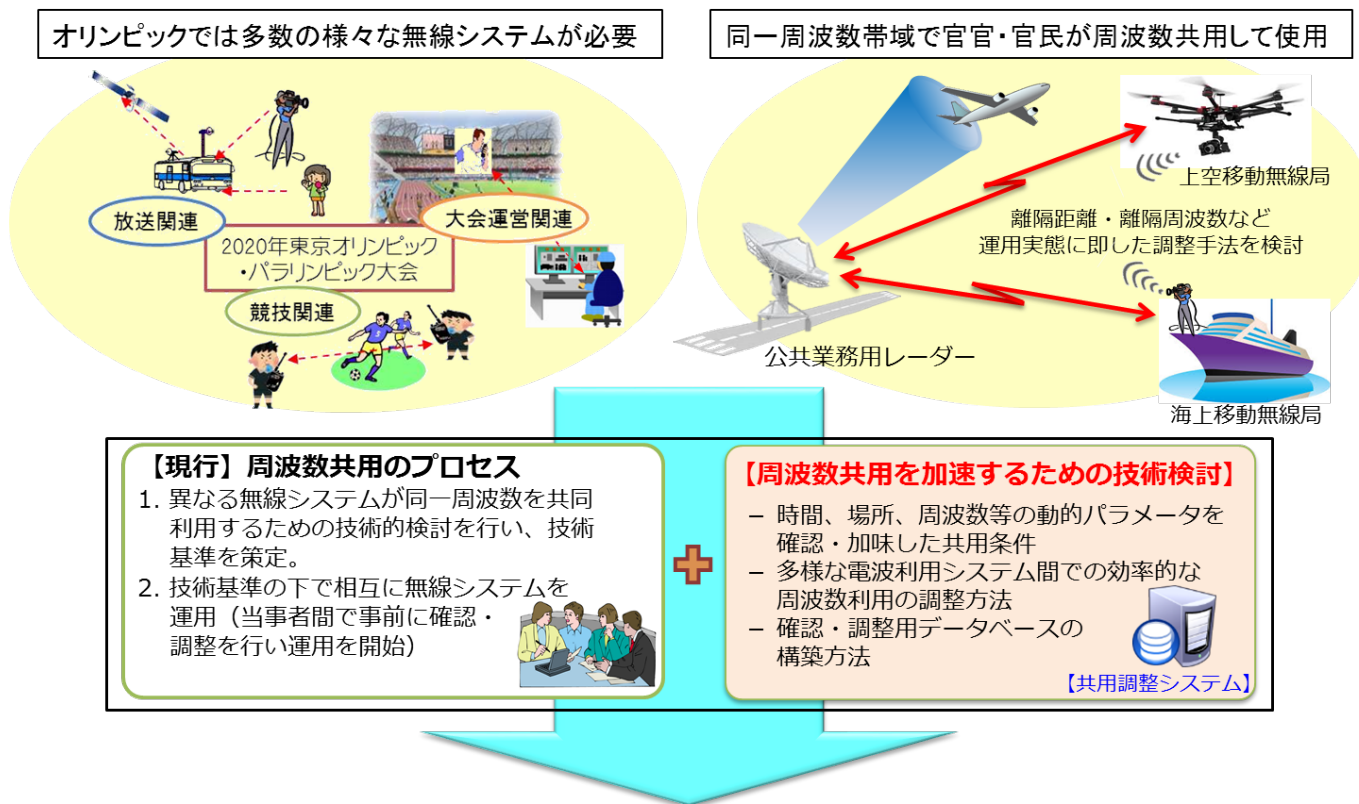 オリンピックでは多数の様々な無線システムが必要
放送関連
大会運営関連
2020年東京オリンピック
・パラリンピック大会
競技関連
同一周波数帯域で官官・官民が周波数共用して使用
上空移動無線局
離隔距離・離隔周波数など
運用実態に即した調整手法を検討
公共業務用レーダー
海上移動無線局
【現行】周波数共用のプロセス
1. 異なる無線システムが同一周波数を共同
利用するための技術的検討を行い、技術
基準を策定。
2. 技術基準の下で相互に無線システムを
運用（当事者間で事前に確認・
調整を行い運用を開始）
【周波数共用を加速するための技術検討】
– 時間、場所、周波数等の動的パラメータを
確認・加味した共用条件
– 多様な電波利用システム間での効率的な
周波数利用の調整方法
– 確認・調整用データベースの
構築方法
【共用調整システム】